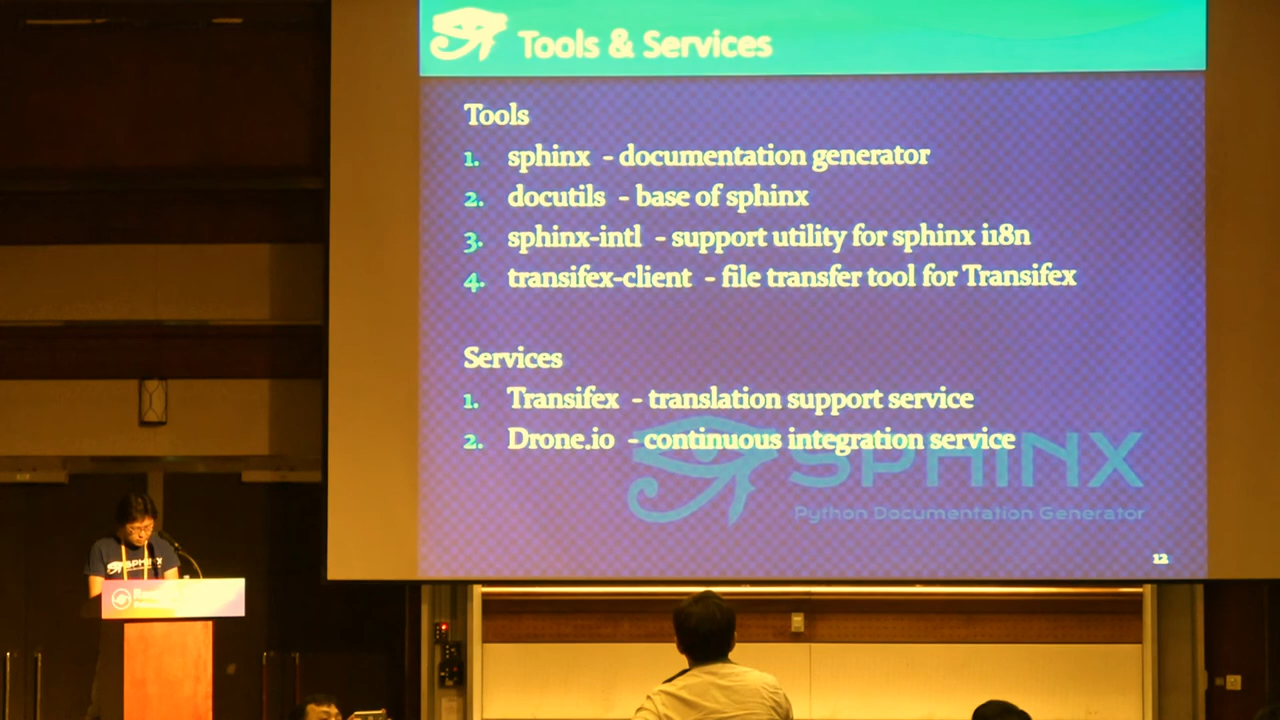 Tools & Services
Tools
1. sphinx - documentation generator
2. docutils - base of sphinx
3. sphinx-intl - support utility for sphinx i18n
4. transifex-client - file transfer tool for Transifex
Services
1. Transifex - translation support service
2. Drone.io - continuous integration service
SPHINX
Python Documentation Generator
12
SPHINX